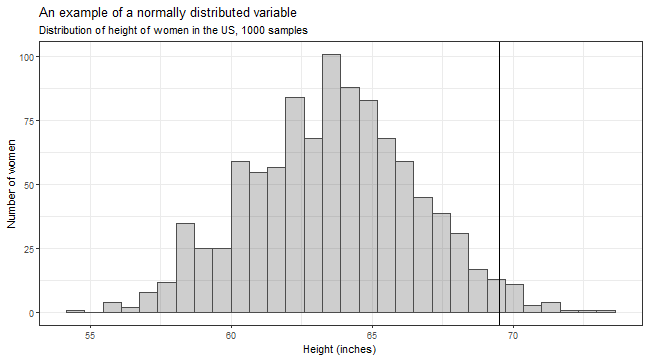 An example of a normally distributed variable
Distribution of height of women in the US, 1000 samples
100
75
50
25
0
Number of women
55 60 65 70
Height (inches)